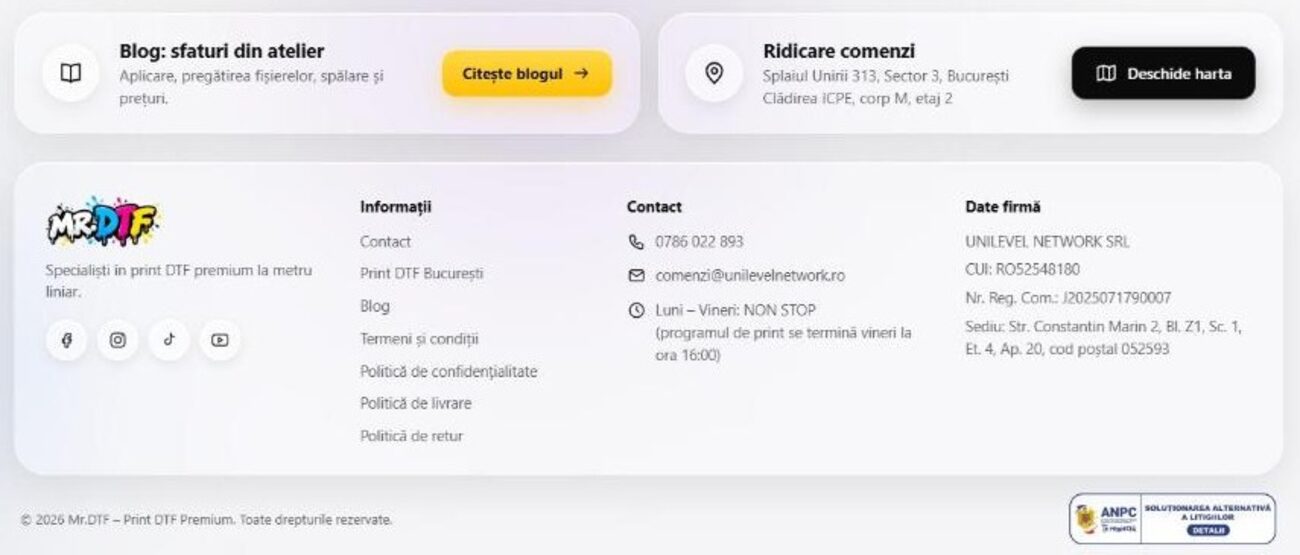 Blog: sfaturi din atelier
Aplicare, pregătirea fișierelor, spălare și
prețuri.
Citește blogul
Ridicare comenzi
Splaiul Unirii 313, Sector 3, București
Clădirea ICPE, corp M, etaj 2
Deschide harta
MR.DTF
Specialiști în print DTF premium la metru
liniar.
Informații
Contact
Print DTF București
Blog
Termeni și condiții
Politică de confidențialitate
Politică de livrare
Politică de retur
Contact
0786 022 893
comenzi@unilevelnetwork.ro
Luni – Vineri: NON STOP
(programul de print se termină vineri la
ora 16:00)
Date firmă
UNILEVEL NETWORK SRL
CUI: RO52548180
Nr. Reg. Com.: J2025071790007
Sediu: Str. Constantin Marin 2, Bl. Z1, Sc. 1,
Et. 4, Ap. 20, cod poștal 052593
© 2026 Mr.DTF – Print DTF Premium. Toate drepturile rezervate.
ANPC
SOLUȚIONAREA ALTERNATIVĂ
A LITIGIILOR
DETALII